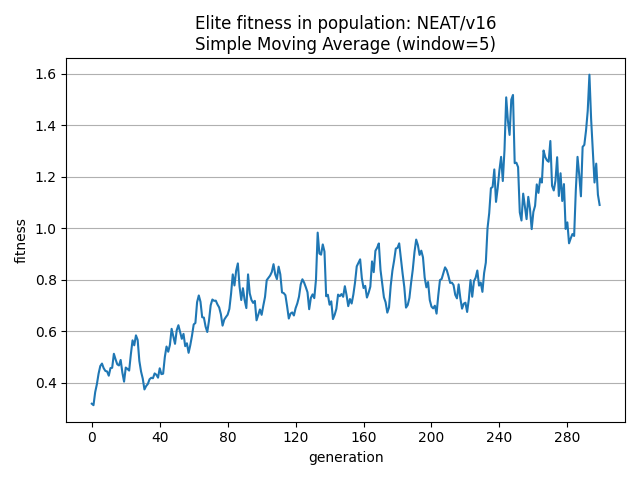 Elite fitness in population: NEAT/v16
Simple Moving Average (window=5)
1.6
1.4
1.2
1.0
0.8
0.6
0.4
fitness
0 40 80 120 160 200 240 280
generation